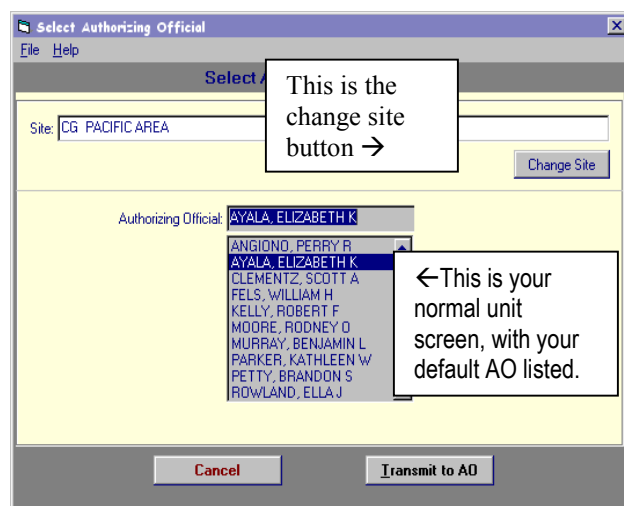 Select Authorizing Official
File Help
Select A
This is the
change site
button →
Site: CG PACIFIC AREA
Change Site
Authorizing Official: AYALA, ELIZABETH K
ANGIONO, PERRY R
AYALA, ELIZABETH K
CLEMENTZ, SCOTT A
FELS, WILLIAM H
KELLY, ROBERT F
MOORE, RODNEY O
MURRAY, BENJAMIN L
PARKER, KATHLEEN W
PETTY, BRANDON S
ROWLAND, ELLA J
←This is your
normal unit
screen, with your
default AO listed.
Cancel
Transmit to AO